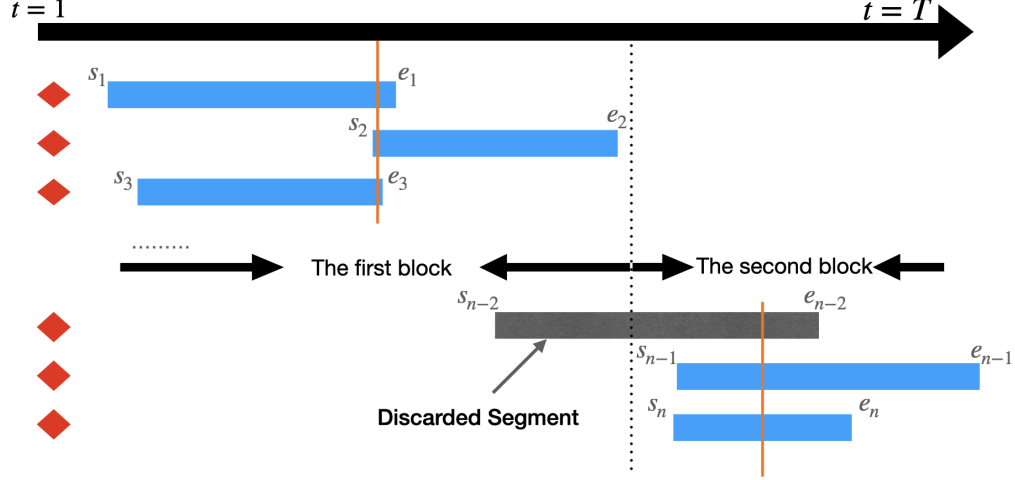 t = 1
t = T
s₁ e₁
s₂ e₂
s₃ e₃
.........
The first block
The second block
sₙ₋₂ eₙ₋₂
sₙ₋₁ eₙ₋₁
sₙ eₙ
Discarded Segment